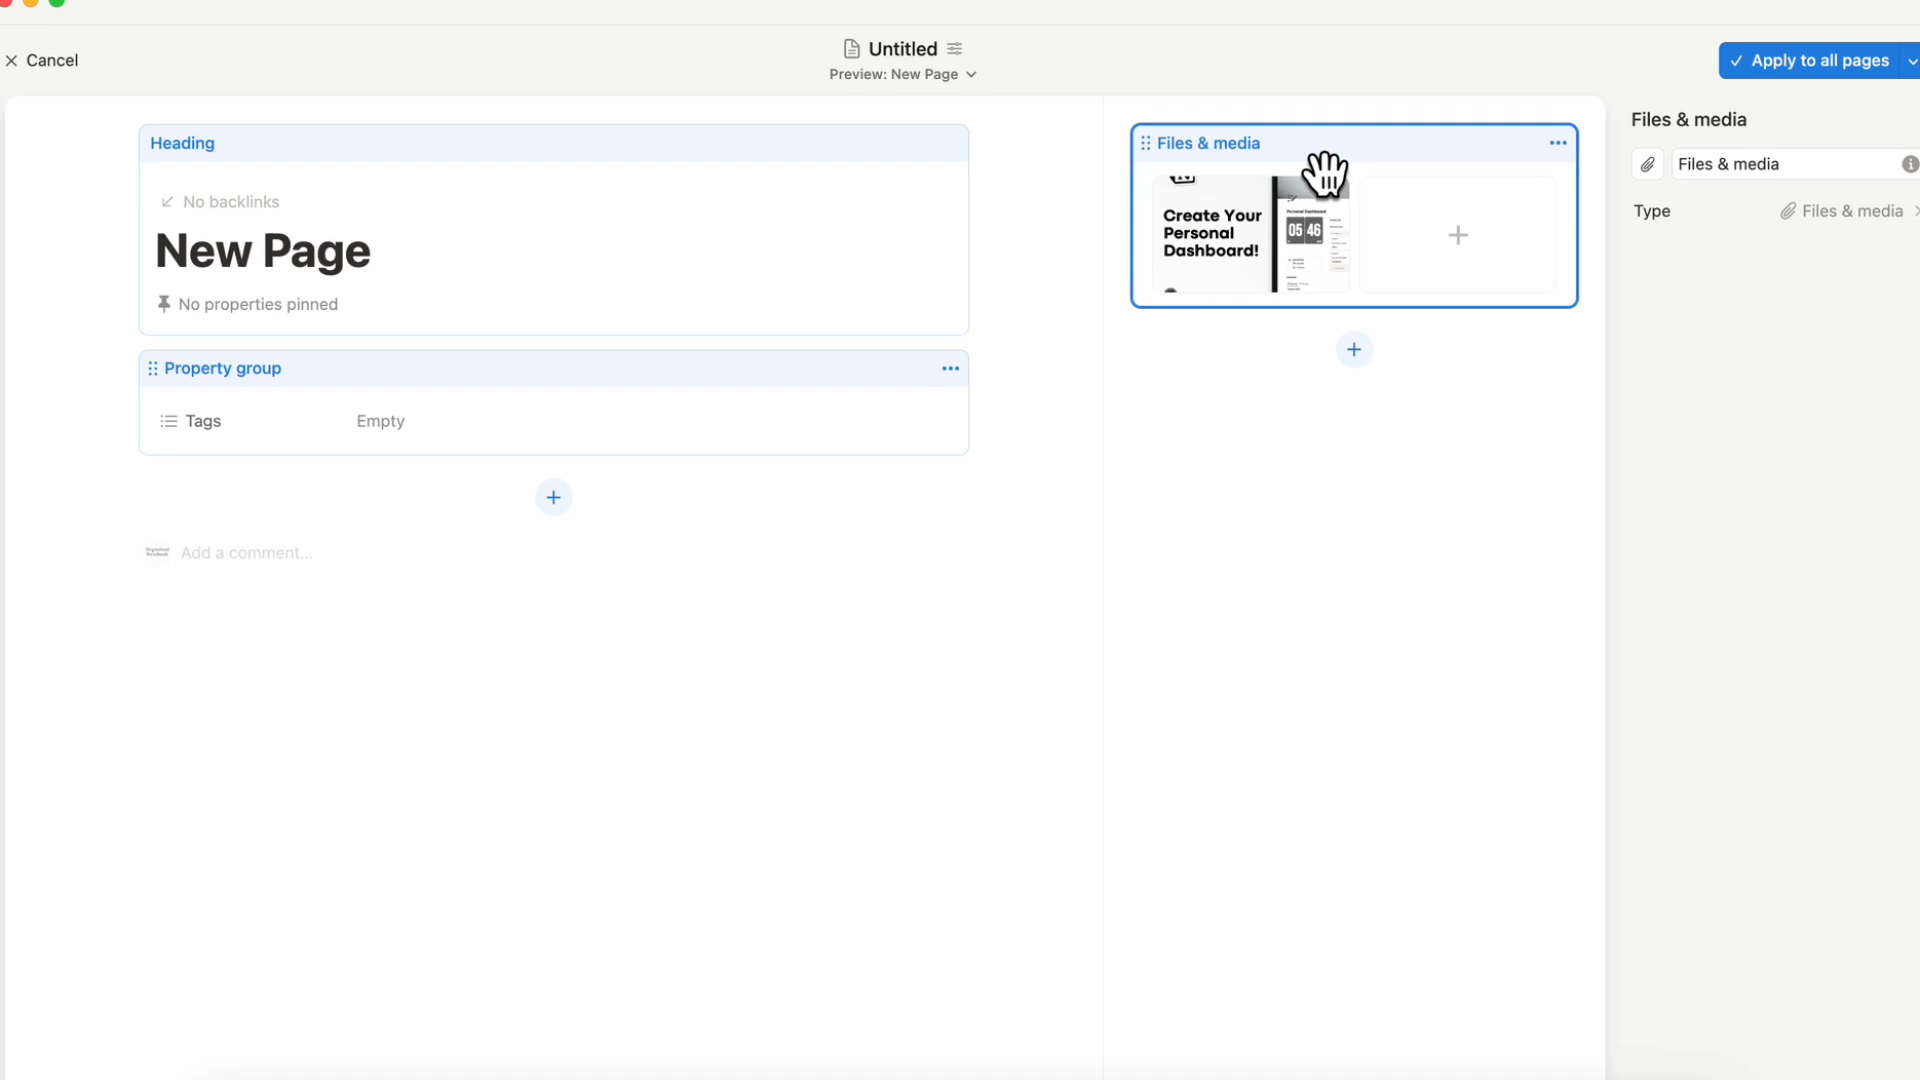 Cancel
Untitled
Preview: New Page
Apply to all pages
Heading
No backlinks
New Page
No properties pinned
Property group
Tags
Empty
Add a comment...
Files & media
Create Your
Personal
Dashboard!
Personal Dashboard
05 46
Files & media
Files & media
Type
Files & media